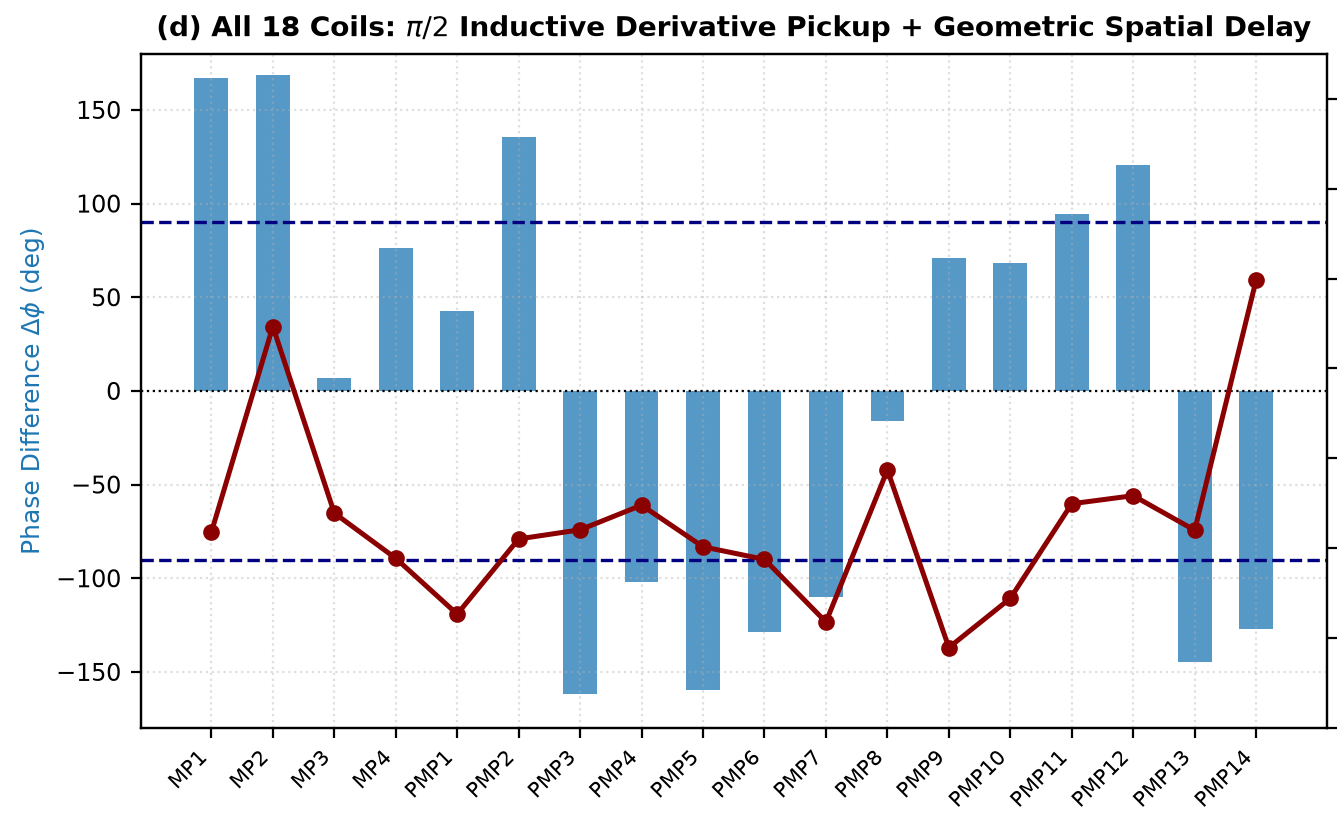 (d) All 18 Coils: π/2 Inductive Derivative Pickup + Geometric Spatial Delay
Phase Difference Δϕ (deg)
150
100
50
0
−50
−100
−150
MP1
MP2
MP3
MP4
PMP1
PMP2
PMP3
PMP4
PMP5
PMP6
PMP7
PMP8
PMP9
PMP10
PMP11
PMP12
PMP13
PMP14